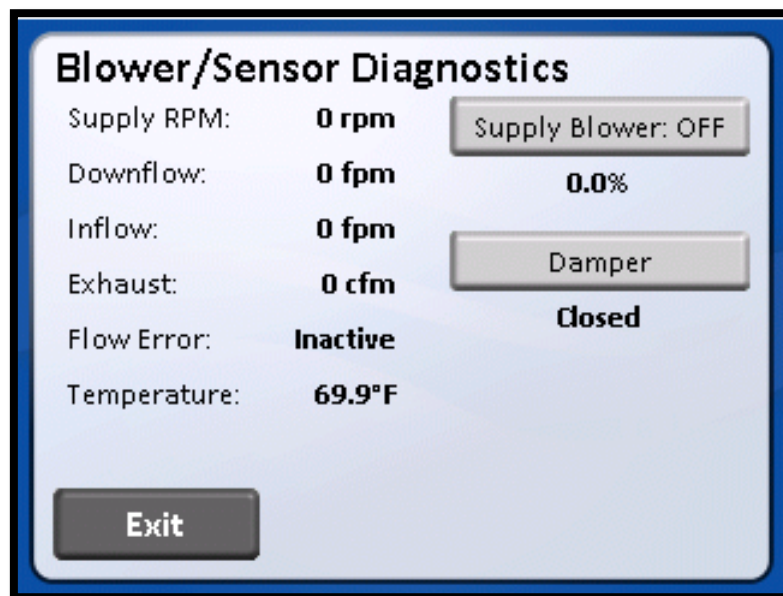 Blower/Sensor Diagnostics
Supply RPM: 0 rpm
Downflow: 0 fpm
Inflow: 0 fpm
Exhaust: 0 cfm
Flow Error: Inactive
Temperature: 69.9°F
Supply Blower: OFF
0.0%
Damper
Closed
Exit